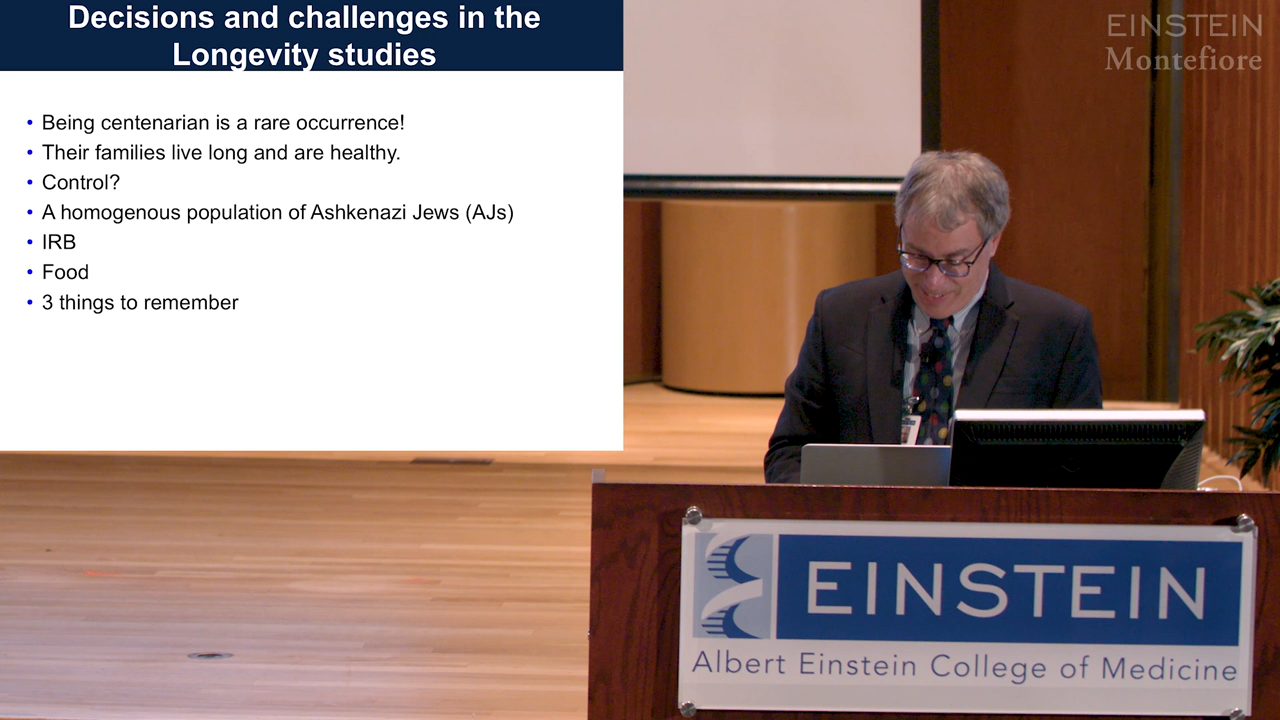 Decisions and challenges in the
Longevity studies
• Being centenarian is a rare occurrence!
• Their families live long and are healthy.
• Control?
• A homogenous population of Ashkenazi Jews (AJs)
• IRB
• Food
• 3 things to remember
EINSTEIN
Montefiore
EINSTEIN
Albert Einstein College of Medicine